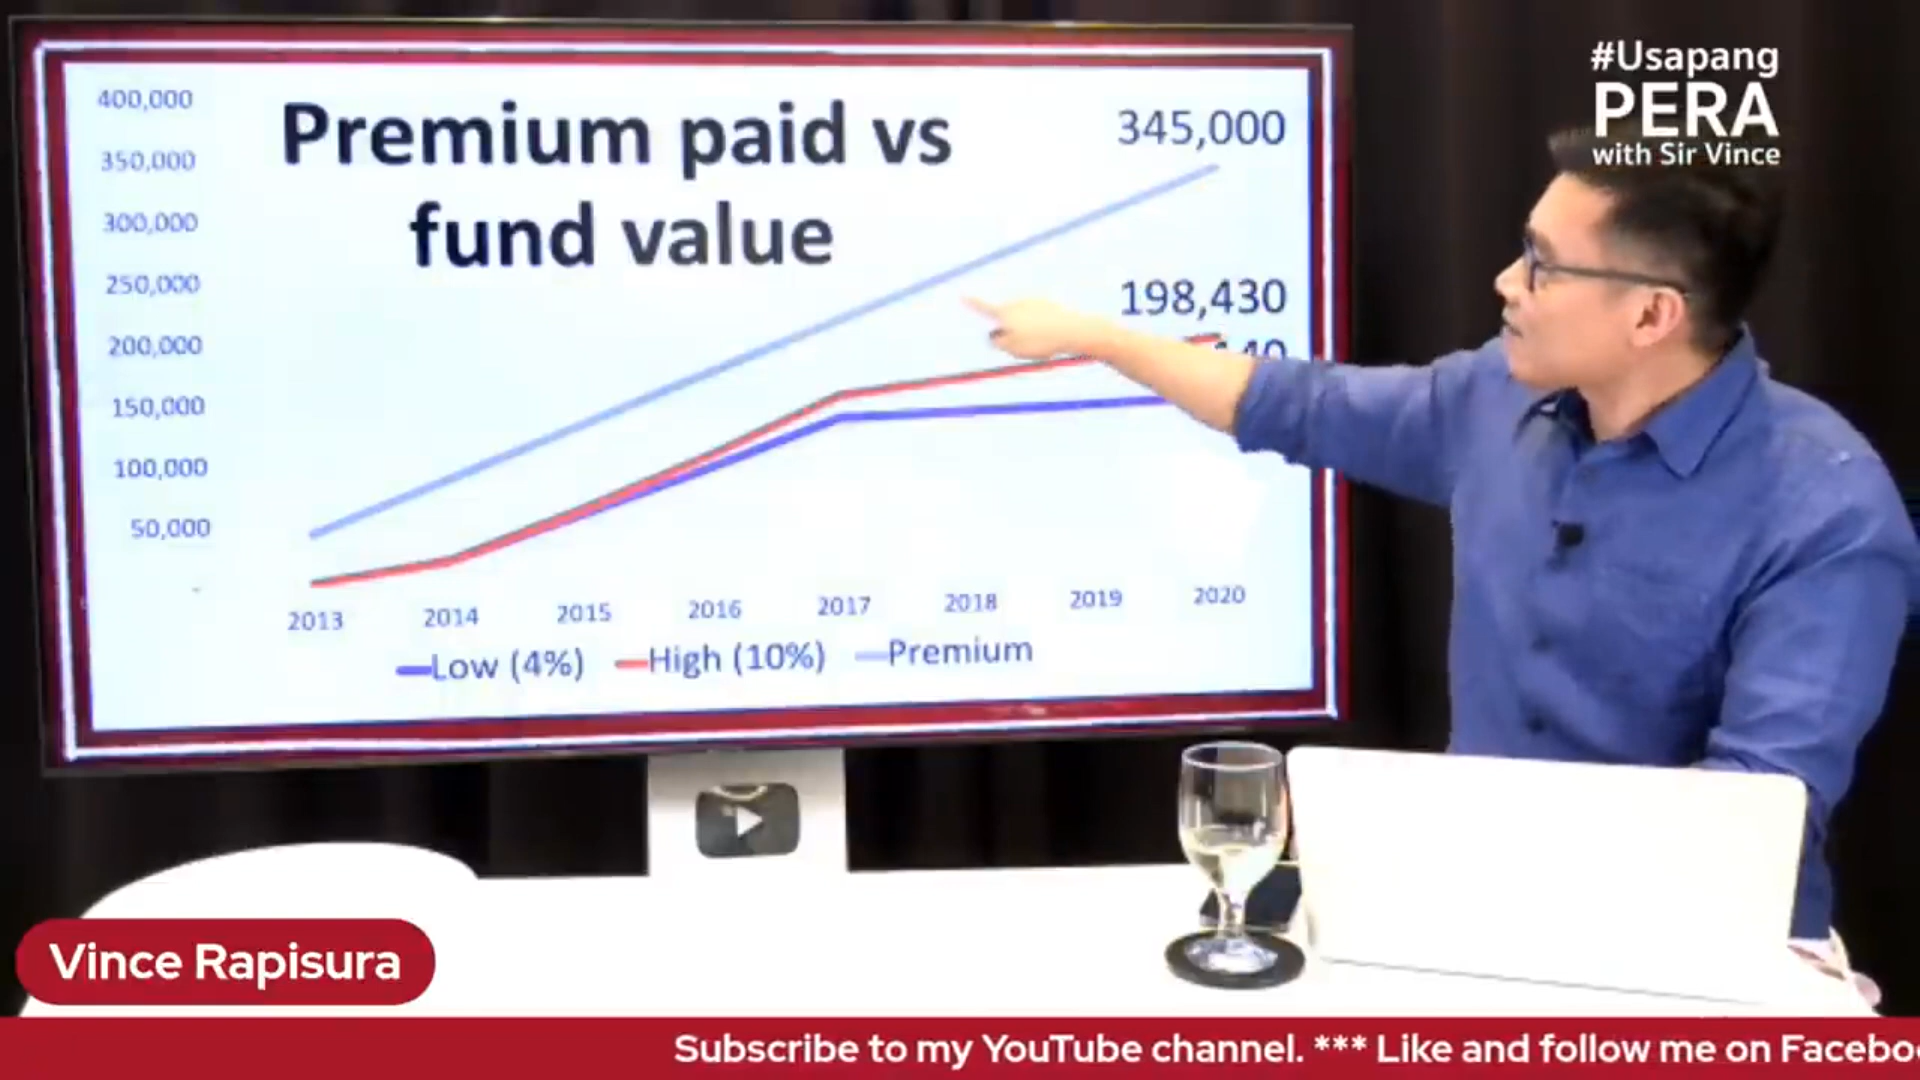 #Usapang
PERA
with Sir Vince
400,000
350,000
300,000
250,000
200,000
150,000
100,000
50,000
-
Premium paid vs
fund value
345,000
198,430
2013 2014 2015 2016 2017 2018 2019 2020
Low (4%) High (10%) Premium
Vince Rapisura
Subscribe to my YouTube channel. *** Like and follow me on